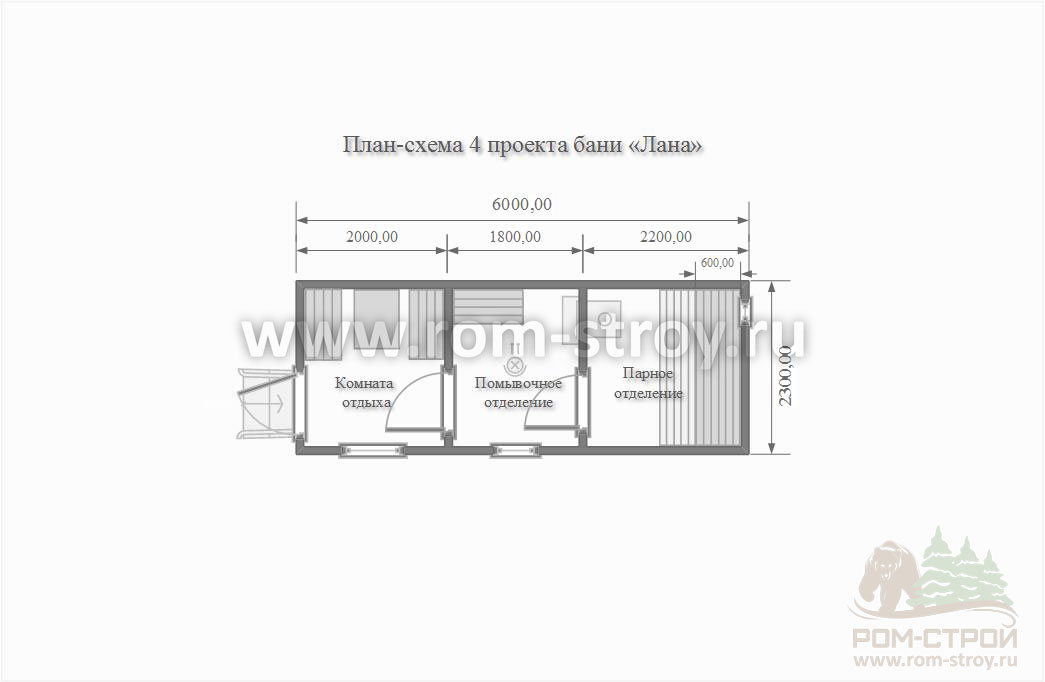 План-схема 4 проекта бани «Лана»
6000,00
2000,00 1800,00 2200,00
600,00
www.rom-stroy.ru
2300,00
Комната
отдыха
Помывочное
отделение
Парное
отделение
РОМ-СТРОЙ
www.rom-stroy.ru